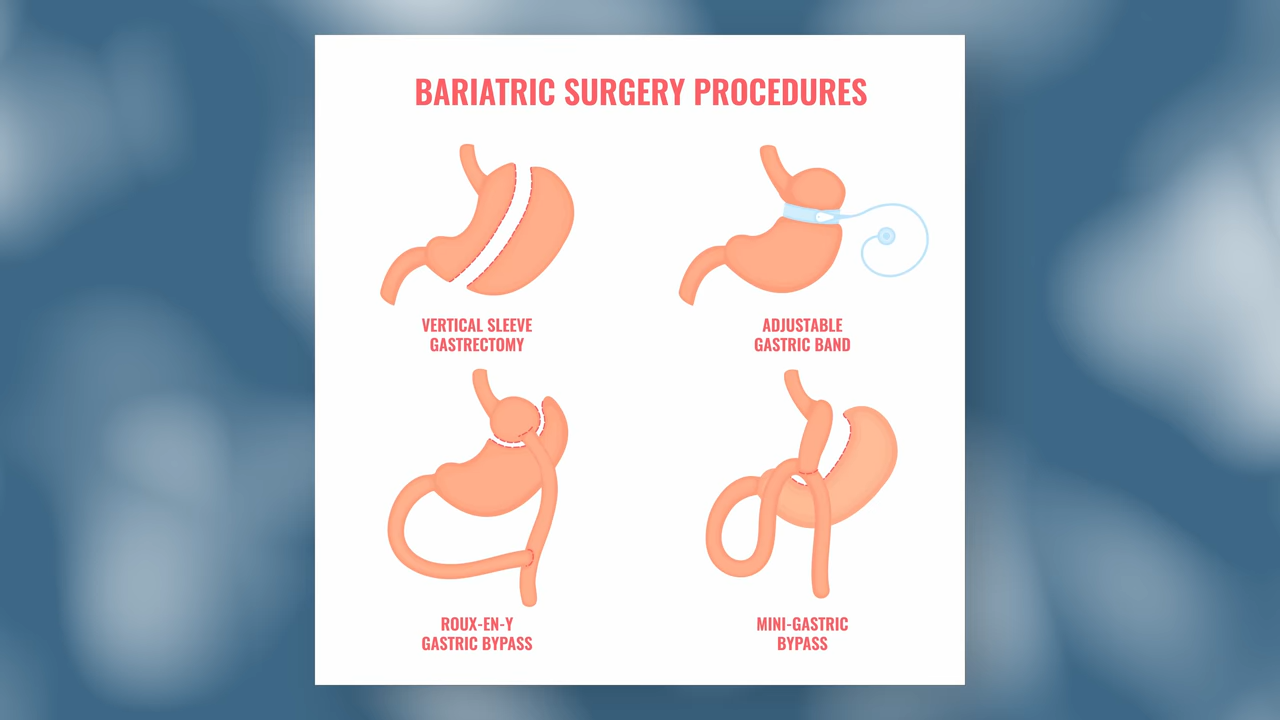 BARIATRIC SURGERY PROCEDURES
VERTICAL SLEEVE
GASTRECTOMY
ADJUSTABLE
GASTRIC BAND
ROUX-EN-Y
GASTRIC BYPASS
MINI-GASTRIC
BYPASS